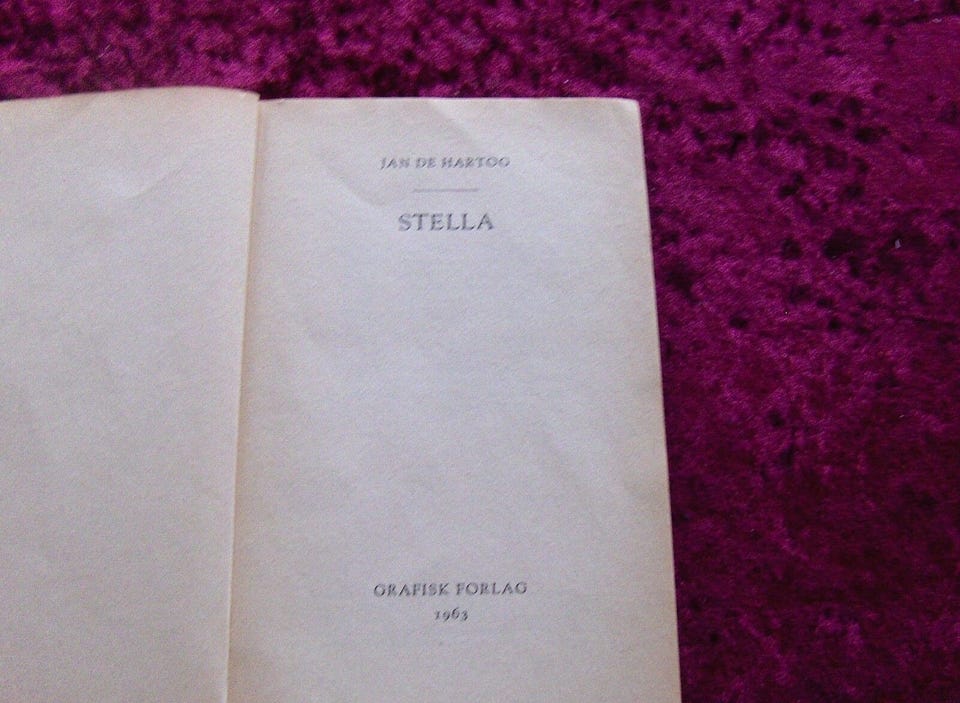 JAN DE HARTOG
STELLA
GRAFISK FORLAG
1963